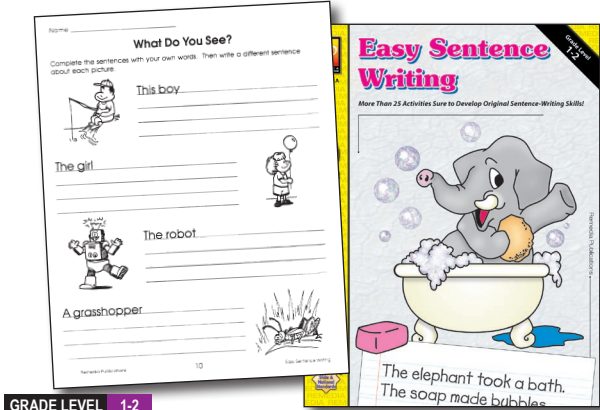 Name
What Do You See?
Complete the sentences with your own words. Then write a different sentence
about each picture.
This boy
The girl
The robot
A grasshopper
Remedia Publications
10
Easy Sentence Writing
GRADE LEVEL 1-2
Easy Sentence
Writing
Grade Level
1-2
More Than 25 Activities Sure to Develop Original Sentence-Writing Skills!
Remedia Publications
The elephant took a bath.
The soap made bubbles